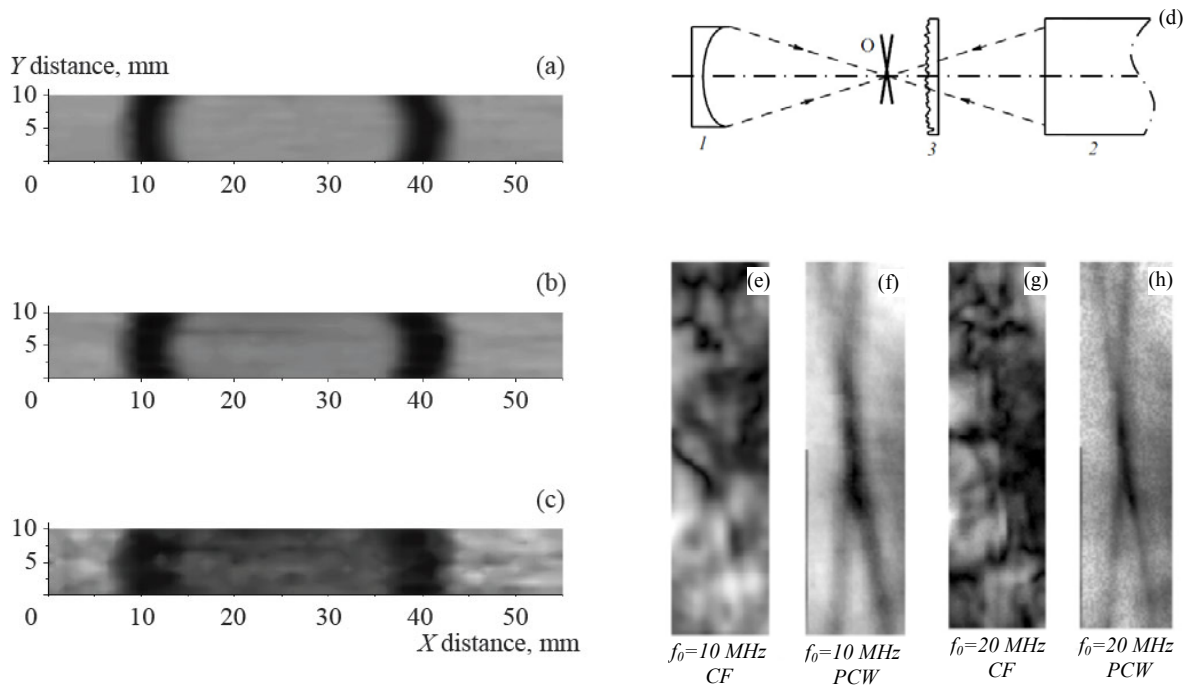 Y distance, mm
(a)
10
5
0
10
20
30
40
50
(b)
10
5
0
10
20
30
40
50
(c)
10
5
0
10
20
30
40
50
X distance, mm
(d)
O
1
3
2
(e)
(f)
(g)
(h)
f₀=10 MHz
CF
f₀=10 MHz
PCW
f₀=20 MHz
CF
f₀=20 MHz
PCW